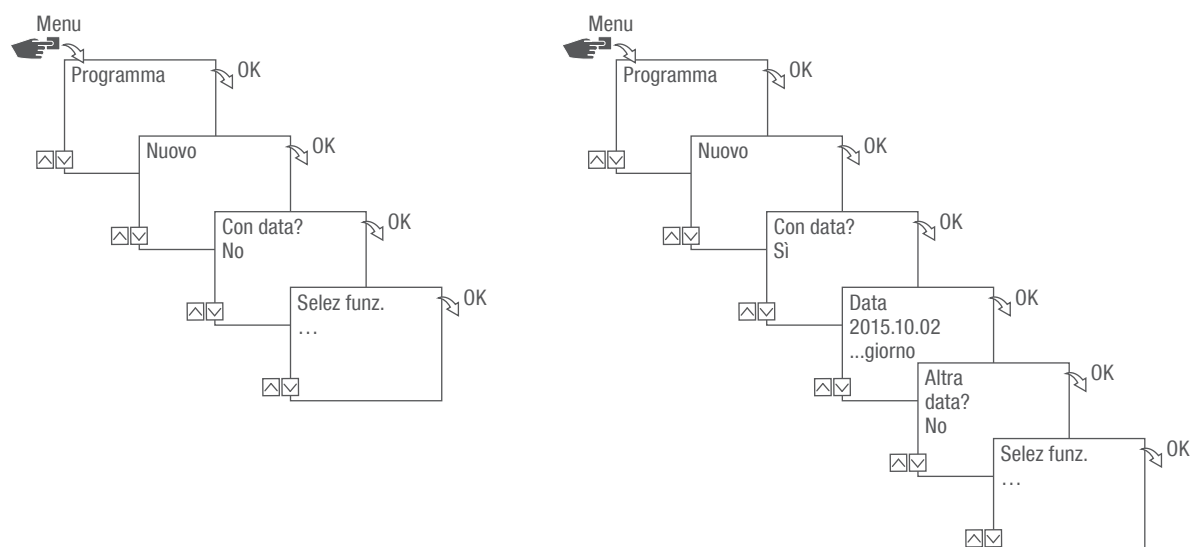 Menu
Programma
OK
Nuovo
OK
Con data?
No
OK
Selez funz.
...
OK
Menu
Programma
OK
Nuovo
OK
Con data?
Sì
OK
Data
2015.10.02
...giorno
OK
Altra
data?
No
OK
Selez funz.
...
OK